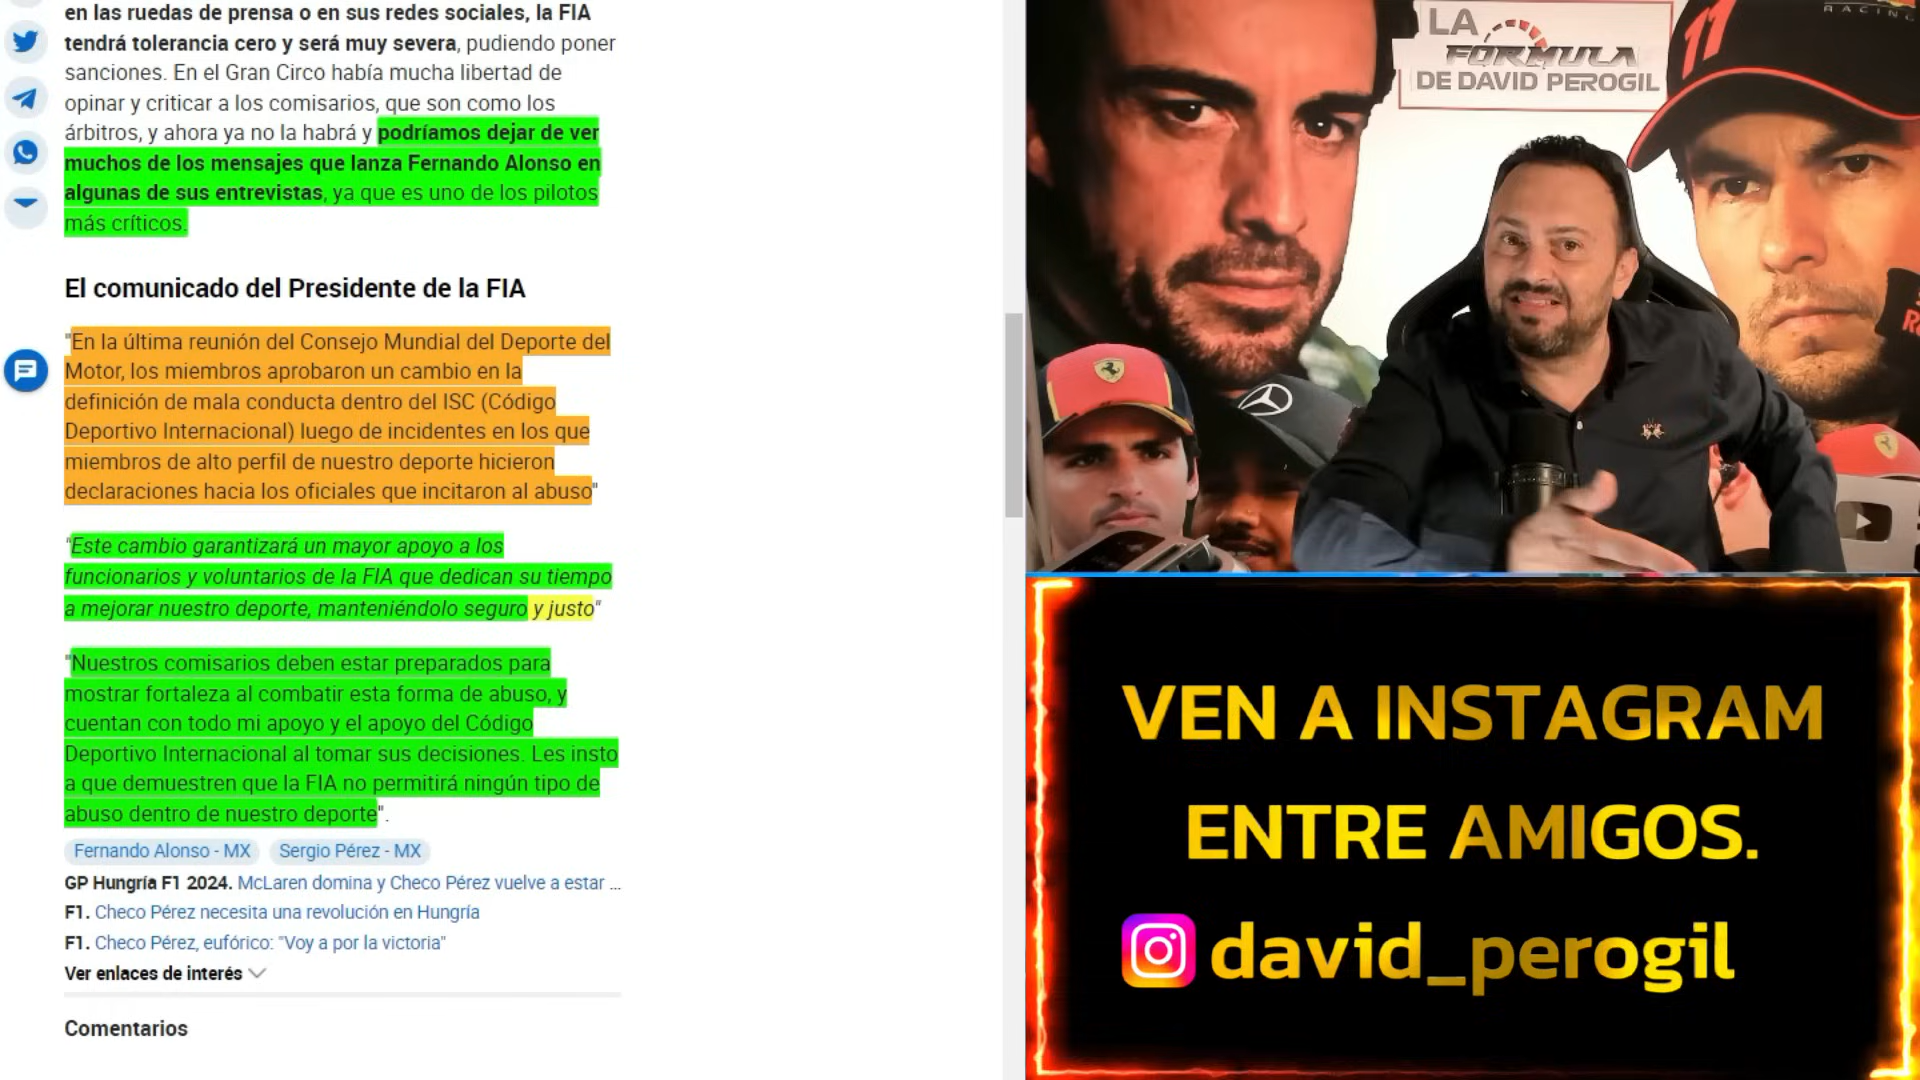 en las ruedas de prensa o en sus redes sociales, la FIA
tendrá tolerancia cero y será muy severa, pudiendo poner
sanciones. En el Gran Circo había mucha libertad de
opinar y criticar a los comisarios, que son como los
árbitros, y ahora ya no la habrá y podríamos dejar de ver
muchos de los mensajes que lanza Fernando Alonso en
algunas de sus entrevistas, ya que es uno de los pilotos
más críticos.
El comunicado del Presidente de la FIA
"En la última reunión del Consejo Mundial del Deporte del
Motor, los miembros aprobaron un cambio en la
definición de mala conducta dentro del ISC (Código
Deportivo Internacional) luego de incidentes en los que
miembros de alto perfil de nuestro deporte hicieron
declaraciones hacia los oficiales que incitaron al abuso"
"Este cambio garantizará un mayor apoyo a los
funcionarios y voluntarios de la FIA que dedican su tiempo
a mejorar nuestro deporte, manteniéndolo seguro y justo"
"Nuestros comisarios deben estar preparados para
mostrar fortaleza al combatir esta forma de abuso, y
cuentan con todo mi apoyo y el apoyo del Código
Deportivo Internacional al tomar sus decisiones. Les insto
a que demuestren que la FIA no permitirá ningún tipo de
abuso dentro de nuestro deporte".
Fernando Alonso - MX Sergio Pérez - MX
GP Hungría F1 2024. McLaren domina y Checo Pérez vuelve a estar ...
F1. Checo Pérez necesita una revolución en Hungría
F1. Checo Pérez, eufórico: "Voy a por la victoria"
Ver enlaces de interés
Comentarios
LA
FORMULA
DE DAVID PEROGIL
11
RACING
VEN A INSTAGRAM
ENTRE AMIGOS.
david_perogil